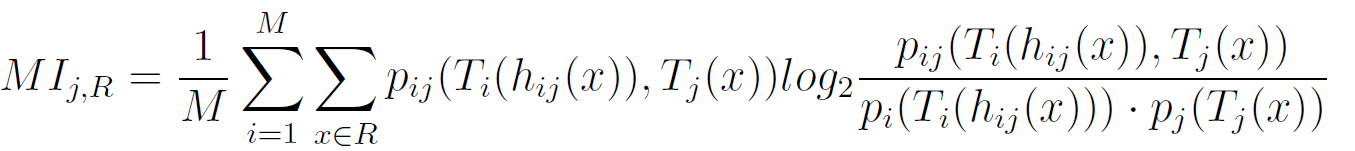 MI_{j,R} = \frac{1}{M} \sum_{i=1}^{M} \sum_{x \in R} p_{ij}(T_i(h_{ij}(x)), T_j(x)) log_2 \frac{p_{ij}(T_i(h_{ij}(x)), T_j(x))}{p_i(T_i(h_{ij}(x))) \cdot p_j(T_j(x))}